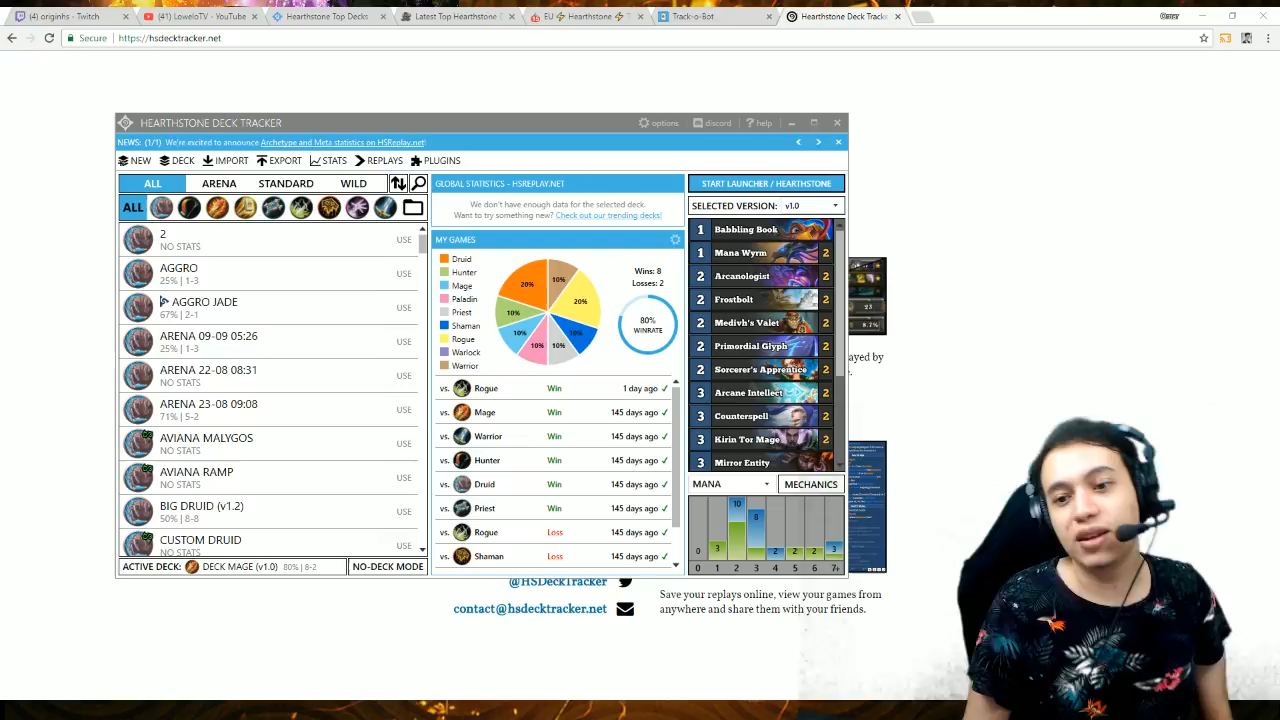 (4) originhs - Twitch
(41) LoweloTV - YouTube
Hearthstone Top Decks
Latest Top Hearthstone
EU ⚡ Hearthstone ⚡
Track-o-Bot
Hearthstone Deck Tracke
Secure
https://hsdecktracker.net
HEARTHSTONE DECK TRACKER
options
discord
? help
NEWS: (1/1) We're excited to announce Archetype and Meta statistics on HSReplay.net!
NEW
DECK
IMPORT
EXPORT
STATS
REPLAYS
PLUGINS
ALL
ARENA
STANDARD
WILD
ALL
2
NO STATS
USE
AGGRO
25% | 1-3
USE
AGGRO JADE
67% | 2-1
USE
ARENA 09-09 05:26
25% | 1-3
USE
ARENA 22-08 08:31
NO STATS
USE
ARENA 23-08 09:08
71% | 5-2
USE
AVIANA MALYGOS
NO STATS
USE
AVIANA RAMP
NO STATS
USE
BIG DRUID (v1.2)
50% | 8-8
USE
CUSTOM DRUID
NO STATS
USE
ACTIVE DECK:
DECK MAGE (v1.0) 80% | 8-2
NO-DECK MODE
GLOBAL STATISTICS - HSREPLAY.NET
We don't have enough data for the selected deck.
Want to try something new? Check out our trending decks!
MY GAMES
Druid
Hunter
Mage
Paladin
Priest
Shaman
Rogue
Warlock
Warrior
10%
20%
20%
10%
10%
10%
10%
10%
Wins: 8
Losses: 2
80%
WINRATE
vs. Rogue Win 1 day ago ✓
vs. Mage Win 145 days ago ✓
vs. Warrior Win 145 days ago ✓
vs. Hunter Win 145 days ago ✓
vs. Druid Win 145 days ago ✓
vs. Priest Win 145 days ago ✓
vs. Rogue Loss 145 days ago ✓
vs. Shaman Loss 145 days ago ✓
START LAUNCHER / HEARTHSTONE
SELECTED VERSION: v1.0
1 Babbling Book
1 Mana Wyrm 2
2 Arcanologist 2
2 Frostbolt 2
2 Medivh's Valet 2
2 Primordial Glyph 2
2 Sorcerer's Apprentice 2
3 Arcane Intellect 2
3 Counterspell 2
3 Kirin Tor Mage 2
3 Mirror Entity
MANA
MECHANICS
0 3 10 8 2 2 2 3
0 1 2 3 4 5 6 7+
23
8.7%
ayed by
@HSDeckTracker
contact@hsdecktracker.net
Save your replays online, view your games from
anywhere and share them with your friends.